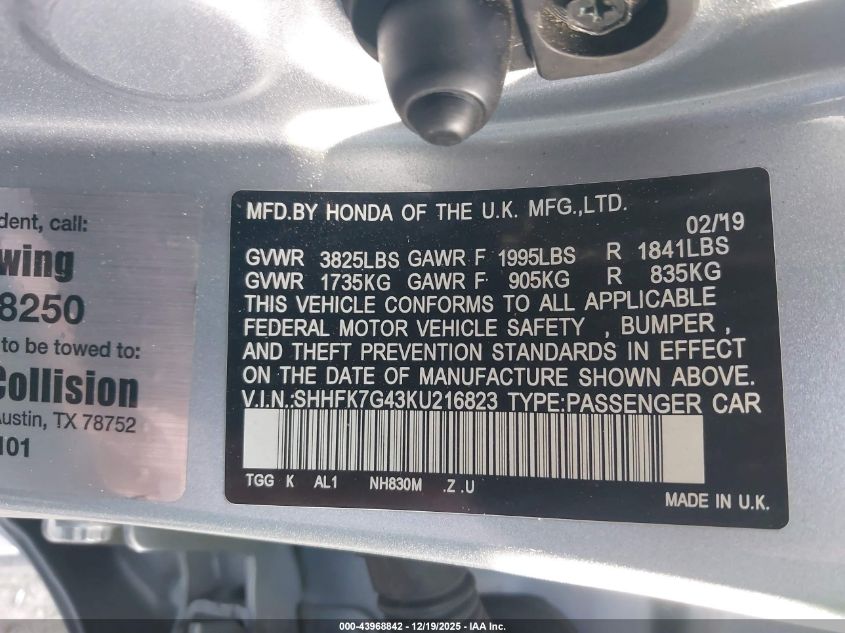 dent, call:
wing
8250
to be towed to:
Collision
Austin, TX 78752
101
MFD.BY HONDA OF THE U.K. MFG.,LTD.
02/'19
GVWR 3825LBS GAWR F 1995LBS R 1841LBS
GVWR 1735KG GAWR F 905KG R 835KG
THIS VEHICLE CONFORMS TO ALL APPLICABLE
FEDERAL MOTOR VEHICLE SAFETY , BUMPER ,
AND THEFT PREVENTION STANDARDS IN EFFECT
ON THE DATE OF MANUFACTURE SHOWN ABOVE.
V.I.N.:SHHFK7G43KU216823 TYPE:PASSENGER CAR
TGG K AL1 NH830M .Z .U
MADE IN U.K.
000-43968842 - 12/19/2025 - IAA Inc.